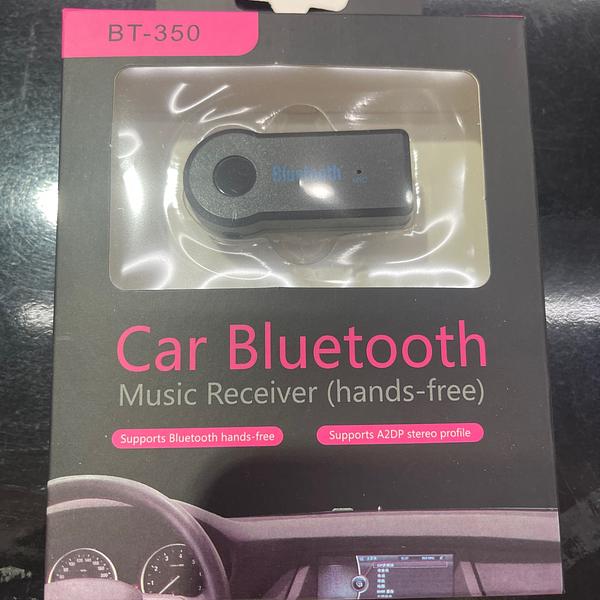 BT-350
Bluetooth
Car Bluetooth
Music Receiver (hands-free)
Supports Bluetooth hands-free
Supports A2DP stereo profile